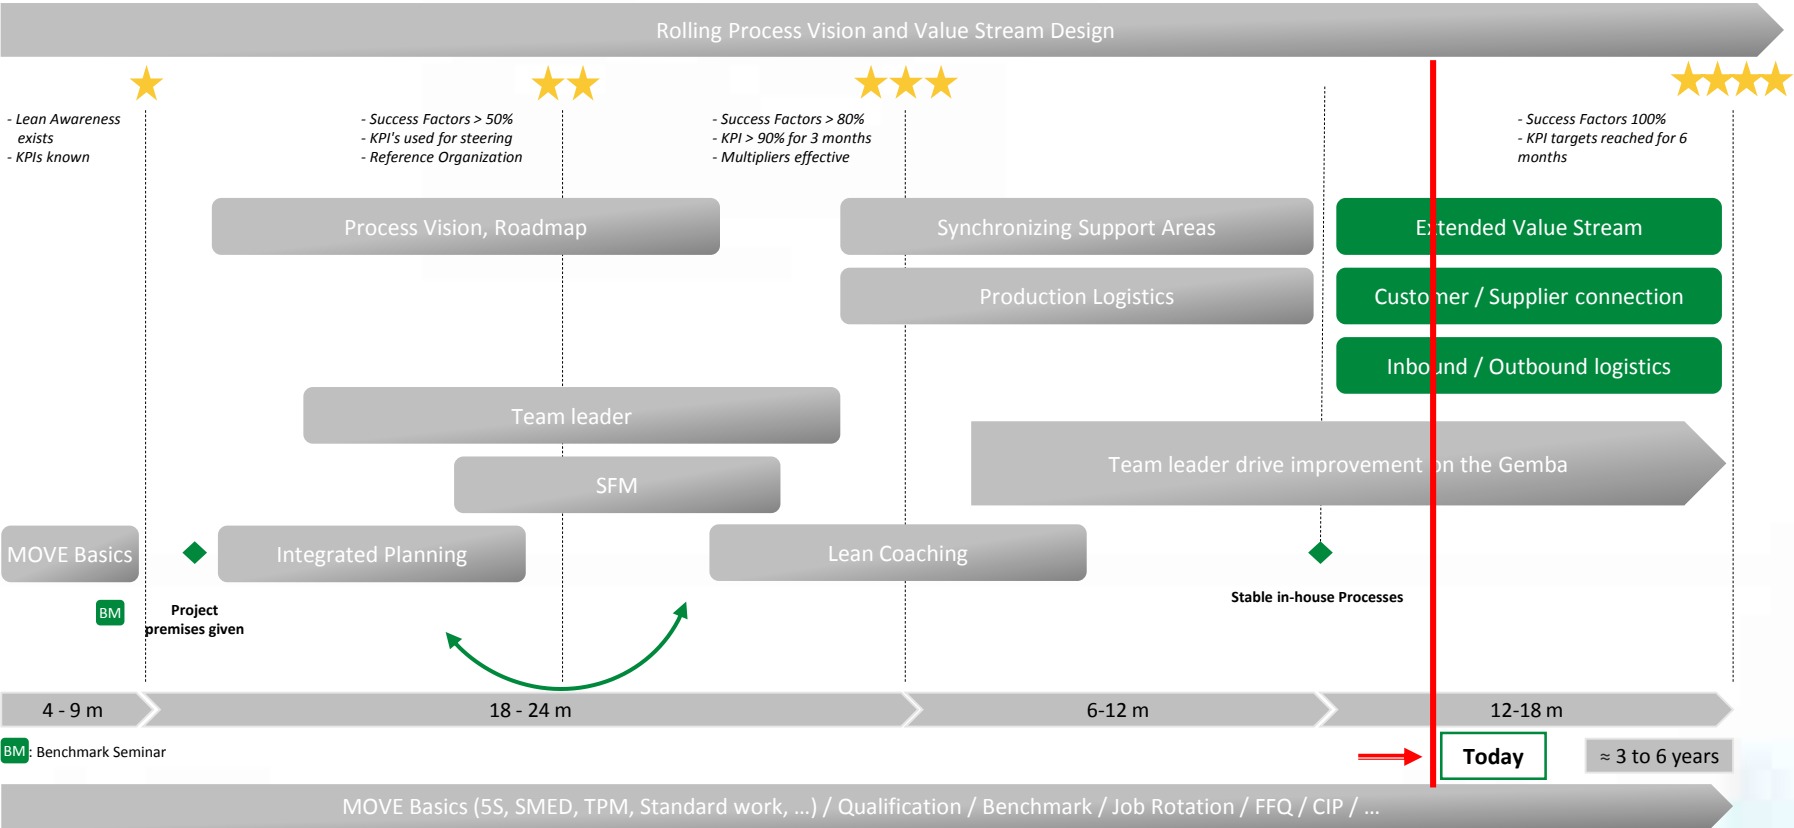 Rolling Process Vision and Value Stream Design
- Lean Awareness
exists
- KPIs known
- Success Factors > 50%
- KPI's used for steering
- Reference Organization
- Success Factors > 80%
- KPI > 90% for 3 months
- Multipliers effective
- Success Factors 100%
- KPI targets reached for 6
months
Process Vision, Roadmap
Synchronizing Support Areas
Extended Value Stream
Production Logistics
Customer / Supplier connection
Inbound / Outbound logistics
Team leader
Team leader drive improvement on the Gemba
SFM
MOVE Basics
Integrated Planning
Lean Coaching
BM
Project
premises given
Stable in-house Processes
4 - 9 m
18 - 24 m
6-12 m
12-18 m
BM : Benchmark Seminar
Today
≈ 3 to 6 years
MOVE Basics (5S, SMED, TPM, Standard work, ...) / Qualification / Benchmark / Job Rotation / FFQ / CIP / ...